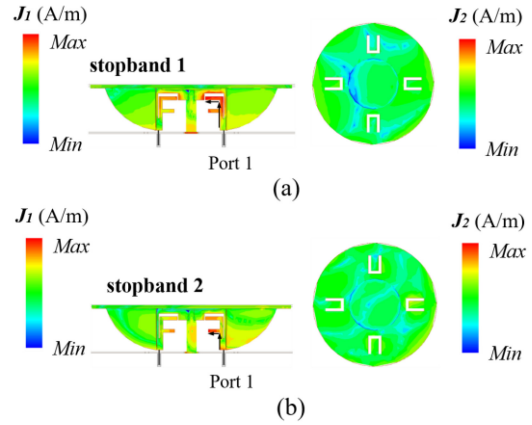 J₁ (A/m)
Max
Min
stopband 1
Port 1
J₂ (A/m)
Max
Min
(a)
J₁ (A/m)
Max
Min
stopband 2
Port 1
J₂ (A/m)
Max
Min
(b)